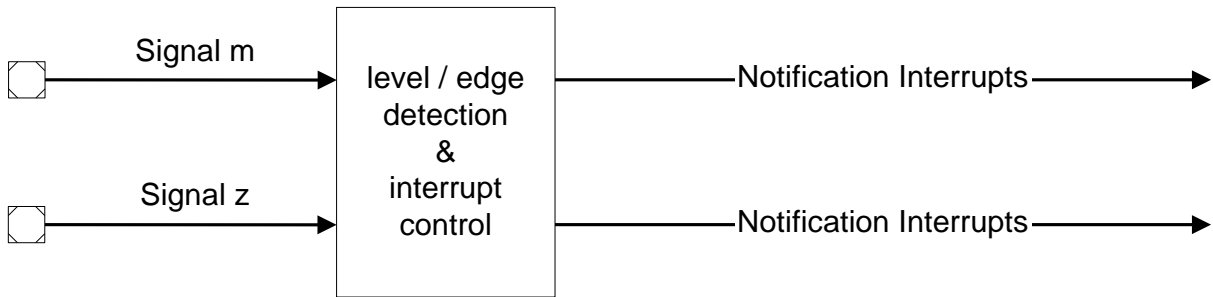 Signal m
level / edge
detection
&
interrupt
control
Notification Interrupts
Signal z
Notification Interrupts